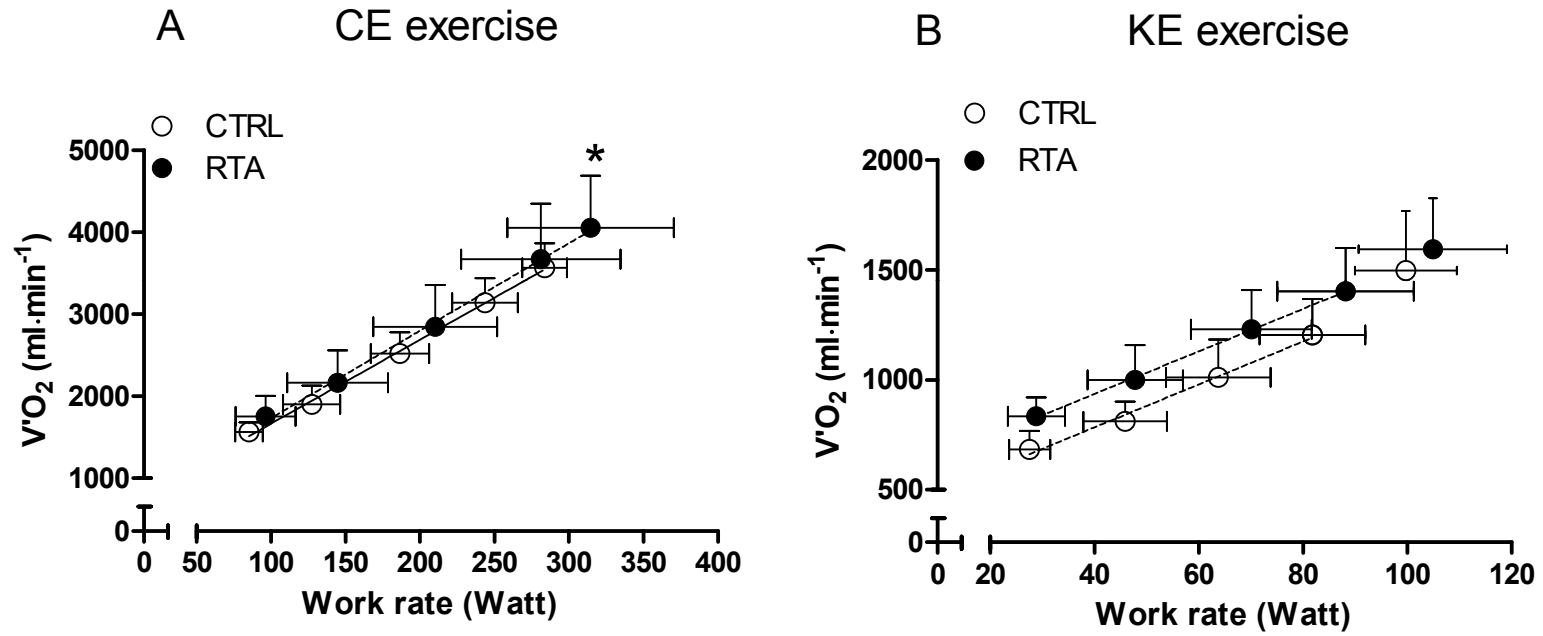 A
CE exercise
CTRL
RTA
*
5000
4000
3000
2000
1000
0
V'O₂ (ml·min⁻¹)
0 50 100 150 200 250 300 350 400
Work rate (Watt)
B
KE exercise
CTRL
RTA
2000
1500
1000
500
0
V'O₂ (ml·min⁻¹)
0 20 40 60 80 100 120
Work rate (Watt)